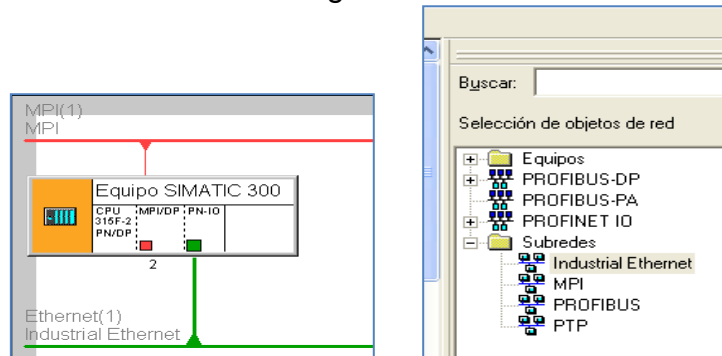 MPI(1)
MPI
Equipo SIMATIC 300
CPU
315F-2
PN/DP
MPI/DP
PN-IO
2
Ethernet(1)
Industrial Ethernet
Buscar:
Selección de objetos de red
Equipos
PROFIBUS-DP
PROFIBUS-PA
PROFINET IO
Subredes
Industrial Ethernet
MPI
PROFIBUS
PTP